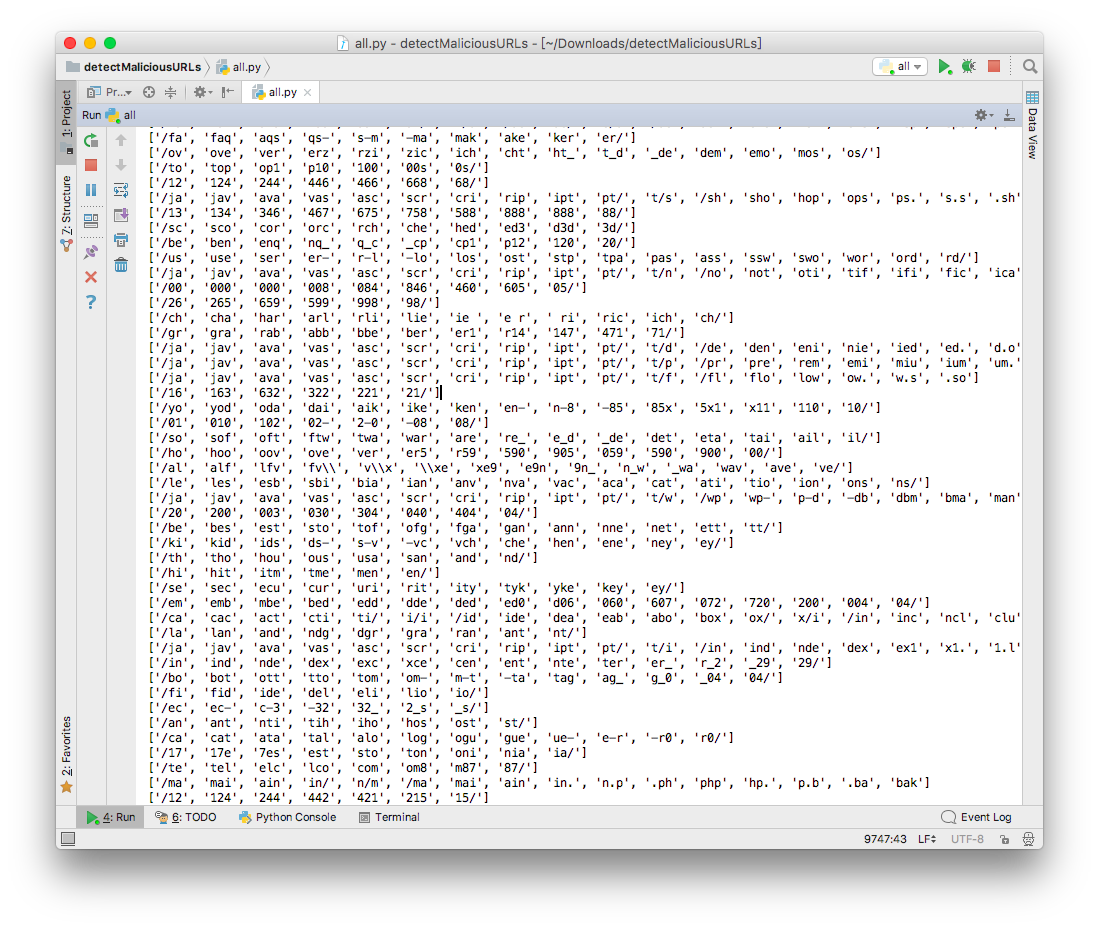 all.py - detectMaliciousURLs - [~/Downloads/detectMaliciousURLs]
detectMaliciousURLs all.py
all
Pr... all.py
Run all
1: Project
Z: Structure
2: Favorites
Data View
['/fa', 'faq', 'aqs', 'qs-', 's-m', '-ma', 'mak', 'ake', 'ker', 'er/']
['/ov', 'ove', 'ver', 'erz', 'rzi', 'zic', 'ich', 'cht', 'ht_', 't_d', '_de', 'dem', 'emo', 'mos', 'os/']
['/to', 'top', 'op1', 'p10', '100', '00s', '0s/']
['/12', '124', '244', '446', '466', '668', '68/']
['/ja', 'jav', 'ava', 'vas', 'asc', 'scr', 'cri', 'rip', 'ipt', 'pt/', 't/s', '/sh', 'sho', 'hop', 'ops', 'ps.', 's.s', '.sh'
['/13', '134', '346', '467', '675', '758', '588', '888', '888', '88/']
['/sc', 'sco', 'cor', 'orc', 'rch', 'che', 'hed', 'ed3', 'd3d', '3d/']
['/be', 'ben', 'enq', 'nq_', 'q_c', '_cp', 'cp1', 'p12', '120', '20/']
['/us', 'use', 'ser', 'er-', 'r-l', '-lo', 'los', 'ost', 'stp', 'tpa', 'pas', 'ass', 'ssw', 'swo', 'wor', 'ord', 'rd/']
['/ja', 'jav', 'ava', 'vas', 'asc', 'scr', 'cri', 'rip', 'ipt', 'pt/', 't/n', '/no', 'not', 'oti', 'tif', 'ifi', 'fic', 'ica'
['/00', '000', '000', '008', '084', '846', '460', '605', '05/']
['/26', '265', '659', '599', '998', '98/']
['/ch', 'cha', 'har', 'arl', 'rli', 'lie', 'ie ', 'e r', ' ri', 'ric', 'ich', 'ch/']
['/gr', 'gra', 'rab', 'abb', 'bbe', 'ber', 'er1', 'r14', '147', '471', '71/']
['/ja', 'jav', 'ava', 'vas', 'asc', 'scr', 'cri', 'rip', 'ipt', 'pt/', 't/d', '/de', 'den', 'eni', 'nie', 'ied', 'ed.', 'd.o'
['/ja', 'jav', 'ava', 'vas', 'asc', 'scr', 'cri', 'rip', 'ipt', 'pt/', 't/p', '/pr', 'pre', 'rem', 'emi', 'miu', 'ium', 'um.'
['/ja', 'jav', 'ava', 'vas', 'asc', 'scr', 'cri', 'rip', 'ipt', 'pt/', 't/f', '/fl', 'flo', 'low', 'ow.', 'w.s', '.so']
['/16', '163', '632', '322', '221', '21/']
['/yo', 'yod', 'oda', 'dai', 'aik', 'ike', 'ken', 'en-', 'n-8', '-85', '85x', '5x1', 'x11', '110', '10/']
['/01', '010', '102', '02-', '2-0', '-08', '08/']
['/so', 'sof', 'oft', 'ftw', 'twa', 'war', 'are', 're_', 'e_d', '_de', 'det', 'eta', 'tai', 'ail', 'il/']
['/ho', 'hoo', 'oov', 'ove', 'ver', 'er5', 'r59', '590', '905', '059', '590', '900', '00/']
['/al', 'alf', 'lfv', 'fv\\', 'v\\x', '\\xe', 'xe9', 'e9n', '9n_', 'n_w', '_wa', 'wav', 'ave', 've/']
['/le', 'les', 'esb', 'sbi', 'bia', 'ian', 'anv', 'nva', 'vac', 'aca', 'cat', 'ati', 'tio', 'ion', 'ons', 'ns/']
['/ja', 'jav', 'ava', 'vas', 'asc', 'scr', 'cri', 'rip', 'ipt', 'pt/', 't/w', '/wp', 'wp-', 'p-d', '-db', 'dbm', 'bma', 'man'
['/20', '200', '003', '030', '304', '040', '404', '04/']
['/be', 'bes', 'est', 'sto', 'tof', 'ofg', 'fga', 'gan', 'ann', 'nne', 'net', 'ett', 'tt/']
['/ki', 'kid', 'ids', 'ds-', 's-v', '-vc', 'vch', 'che', 'hen', 'ene', 'ney', 'ey/']
['/th', 'tho', 'hou', 'ous', 'usa', 'san', 'and', 'nd/']
['/hi', 'hit', 'itm', 'tme', 'men', 'en/']
['/se', 'sec', 'ecu', 'cur', 'uri', 'rit', 'ity', 'tyk', 'yke', 'key', 'ey/']
['/em', 'emb', 'mbe', 'bed', 'edd', 'dde', 'ded', 'ed0', 'd06', '060', '607', '072', '720', '200', '004', '04/']
['/ca', 'cac', 'act', 'cti', 'ti/', 'i/i', '/id', 'ide', 'dea', 'eab', 'abo', 'box', 'ox/', 'x/i', '/in', 'inc', 'ncl', 'clu'
['/la', 'lan', 'and', 'ndg', 'dgr', 'gra', 'ran', 'ant', 'nt/']
['/ja', 'jav', 'ava', 'vas', 'asc', 'scr', 'cri', 'rip', 'ipt', 'pt/', 't/i', '/in', 'ind', 'nde', 'dex', 'ex1', 'x1.', '1.l'
['/in', 'ind', 'nde', 'dex', 'exc', 'xce', 'cen', 'ent', 'nte', 'ter', 'er_', 'r_2', '_29', '29/']
['/bo', 'bot', 'ott', 'tto', 'tom', 'om-', 'm-t', '-ta', 'tag', 'ag_', 'g_0', '_04', '04/']
['/fi', 'fid', 'ide', 'del', 'eli', 'lio', 'io/']
['/ec', 'ec-', 'c-3', '-32', '32_', '2_s', '_s/']
['/an', 'ant', 'nti', 'tih', 'iho', 'hos', 'ost', 'st/']
['/ca', 'cat', 'ata', 'tal', 'alo', 'log', 'ogu', 'gue', 'ue-', 'e-r', '-r0', 'r0/']
['/17', '17e', '7es', 'est', 'sto', 'ton', 'oni', 'nia', 'ia/']
['/te', 'tel', 'elc', 'lco', 'com', 'om8', 'm87', '87/']
['/ma', 'mai', 'ain', 'in/', 'n/m', '/ma', 'mai', 'ain', 'in.', 'n.p', '.ph', 'php', 'hp.', 'p.b', '.ba', 'bak']
['/12', '124', '244', '442', '421', '215', '15/']
4: Run 6: TODO Python Console Terminal Event Log
9747:43 LF UTF-8